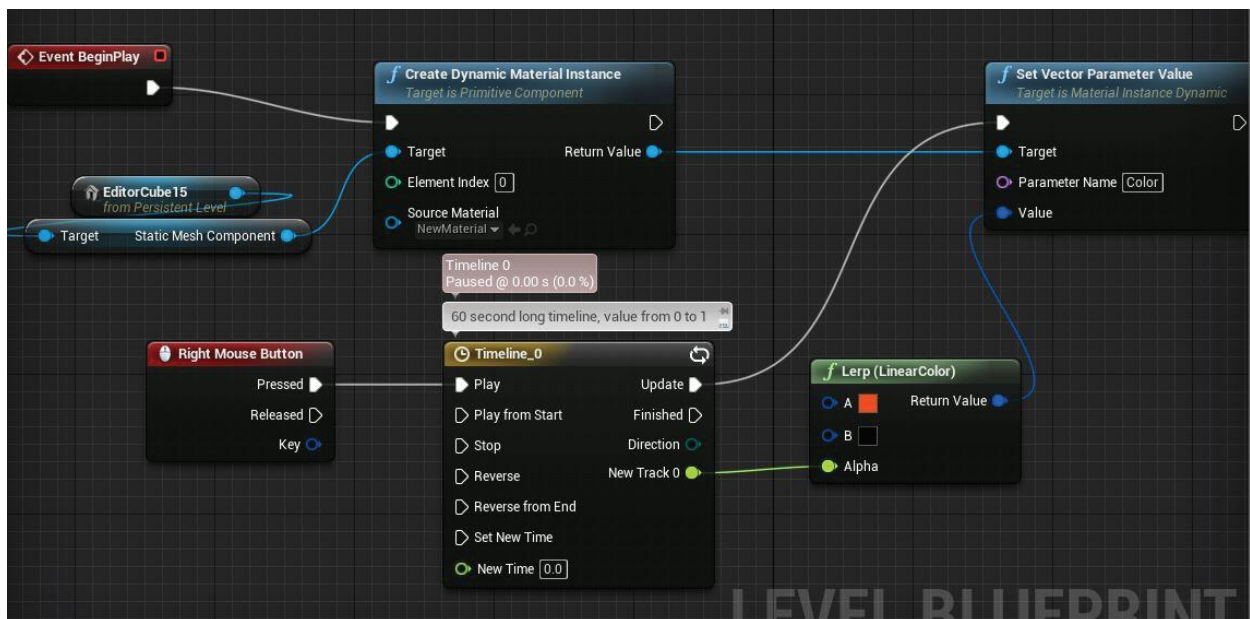 Event BeginPlay
Create Dynamic Material Instance
Target is Primitive Component
Target
Return Value
Element Index 0
Source Material
NewMaterial
Set Vector Parameter Value
Target is Material Instance Dynamic
Target
Parameter Name Color
Value
EditorCube15
from Persistent Level
Target
Static Mesh Component
Timeline 0
Paused @ 0.00 s (0.0 %)
60 second long timeline, value from 0 to 1
Right Mouse Button
Pressed
Released
Key
Timeline_0
Play
Update
Play from Start
Finished
Stop
Direction
Reverse
New Track 0
Reverse from End
Set New Time
New Time 0.0
Lerp (LinearColor)
A
Return Value
B
Alpha
LEVEL BLUEPRINT